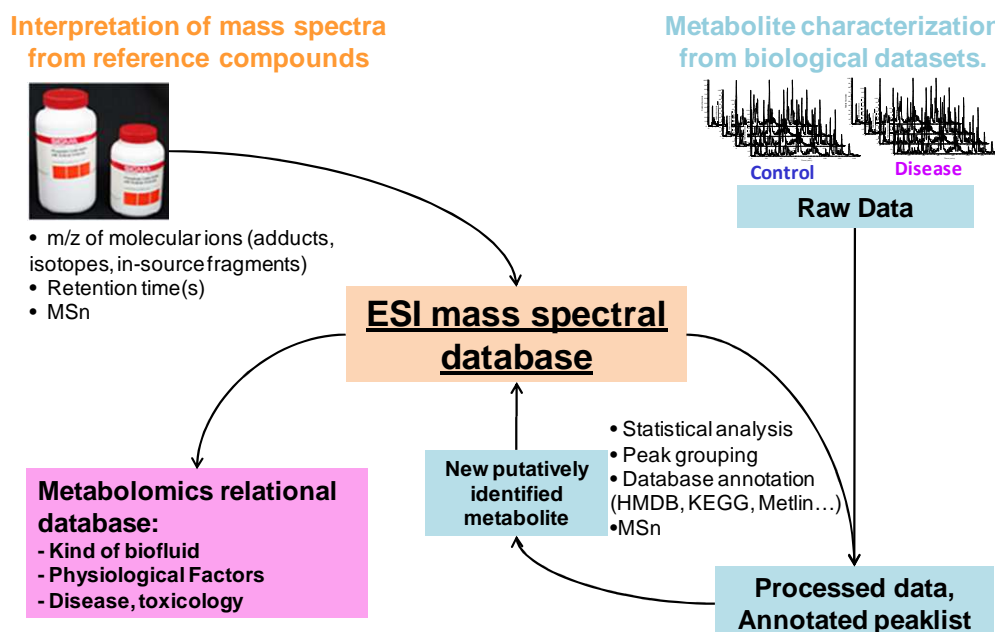 Interpretation of mass spectra
from reference compounds
Metabolite characterization
from biological datasets.
SIGMA
SIGMA
Control
Disease
Raw Data
• m/z of molecular ions (adducts,
isotopes, in-source fragments)
• Retention time(s)
• MSn
ESI mass spectral
database
• Statistical analysis
• Peak grouping
• Database annotation
(HMDB, KEGG, Metlin…)
•MSn
New putatively
identified
metabolite
Metabolomics relational
database:
- Kind of biofluid
- Physiological Factors
- Disease, toxicology
Processed data,
Annotated peaklist